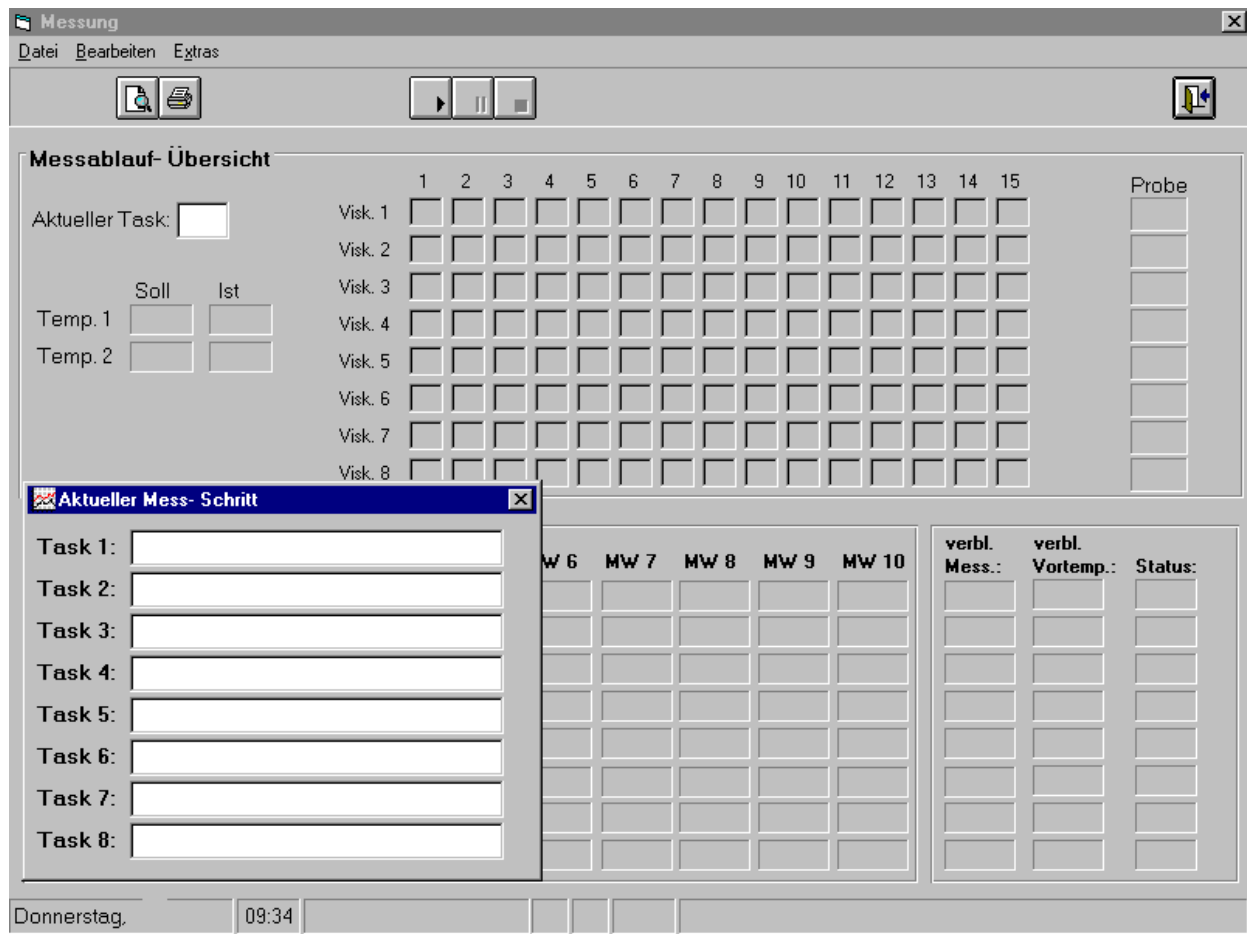 Messung
Datei Bearbeiten Extras
Messablauf- Übersicht
1 2 3 4 5 6 7 8 9 10 11 12 13 14 15
Probe
Aktueller Task:
Visk. 1
Visk. 2
Soll Ist
Visk. 3
Temp. 1
Visk. 4
Temp. 2
Visk. 5
Visk. 6
Visk. 7
Visk. 8
Aktueller Mess- Schritt
Task 1:
Task 2:
Task 3:
Task 4:
Task 5:
Task 6:
Task 7:
Task 8:
W 6 MW 7 MW 8 MW 9 MW 10
verbl. verbl.
Mess.: Vortemp.: Status:
Donnerstag, 09:34